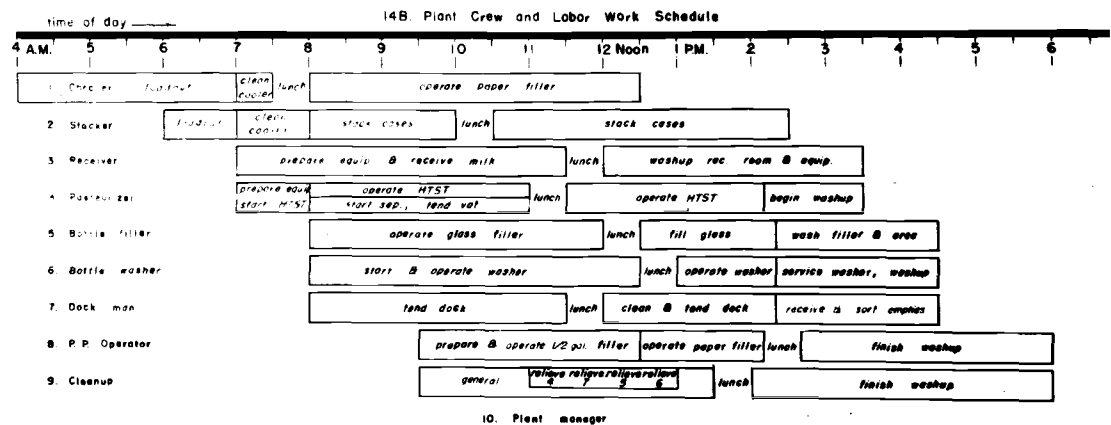 14B. Plant Crew and Labor Work Schedule
time of day
4 A.M. 5 6 7 8 9 10 11 12 Noon 1 P.M. 2 3 4 5 6
1 loadout clean cooler lunch operate paper filler
2 Stacker loadout clean stack cases lunch stack cases
3 Receiver prepare equip & receive milk lunch washup rec. room & equip.
4 Pasteurizer prepare equip start HTST operate HTST start sep., tend vat lunch operate HTST begin washup
5 Bottle filler operate glass filler lunch fill glass wash filler & area
6. Bottle washer start & operate washer lunch operate washer service washer, washup
7. Dock man tend dock lunch clean & tend dock receive & sort empties
8. P.P. Operator prepare & operate 1/2 gal. filler operate paper filler lunch finish washup
9. Cleanup general relieve 4 relieve 7 relieve 5 relieve 6 lunch finish washup
10. Plant manager